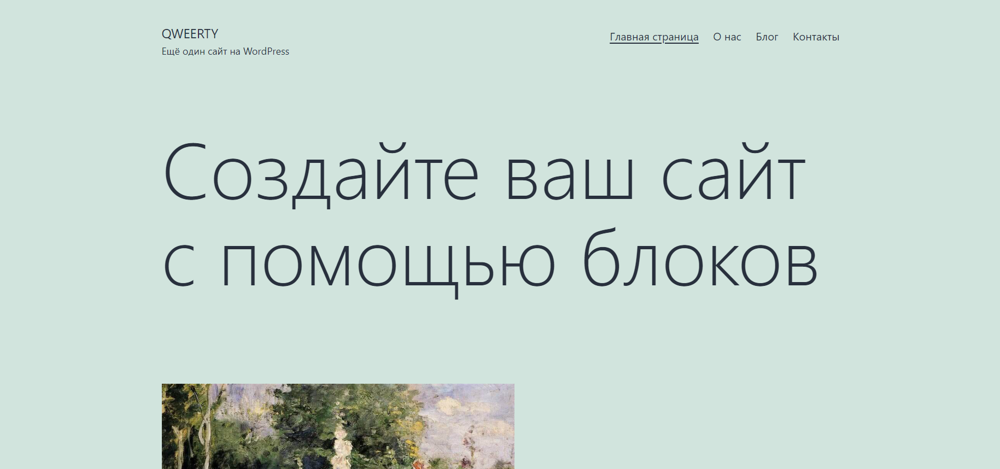 QWEERTY
Ещё один сайт на WordPress
Главная страница О нас Блог Контакты
Создайте ваш сайт
с помощью блоков